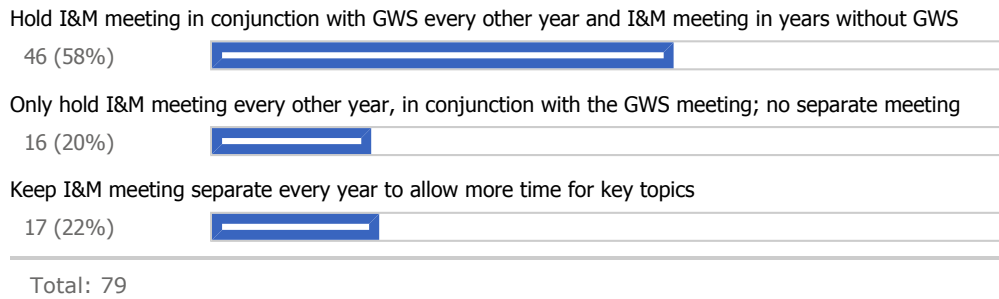 Hold I&M meeting in conjunction with GWS every other year and I&M meeting in years without GWS
46 (58%)
Only hold I&M meeting every other year, in conjunction with the GWS meeting; no separate meeting
16 (20%)
Keep I&M meeting separate every year to allow more time for key topics
17 (22%)
Total: 79